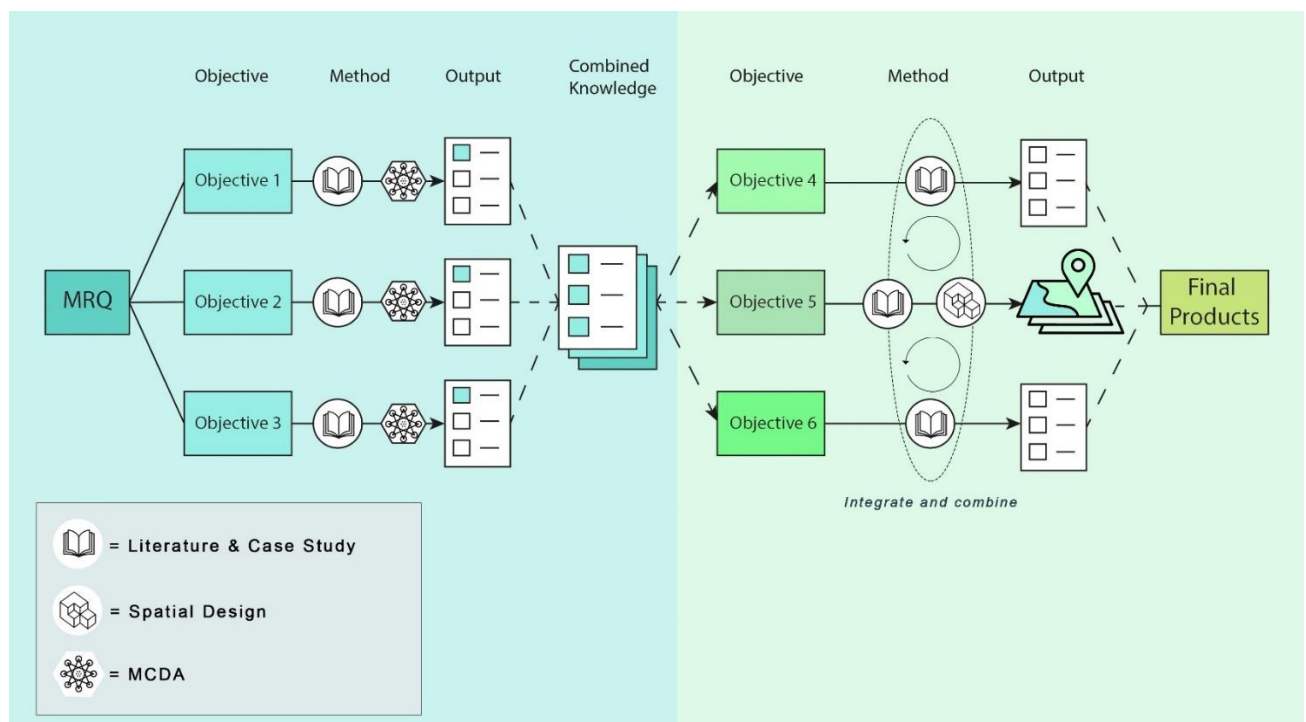 Objective
Method
Output
Combined
Knowledge
Objective
Method
Output
Objective 1
Objective 4
MRQ
Objective 2
Objective 5
Final
Products
Objective 3
Objective 6
Integrate and combine
= Literature & Case Study
= Spatial Design
= MCDA